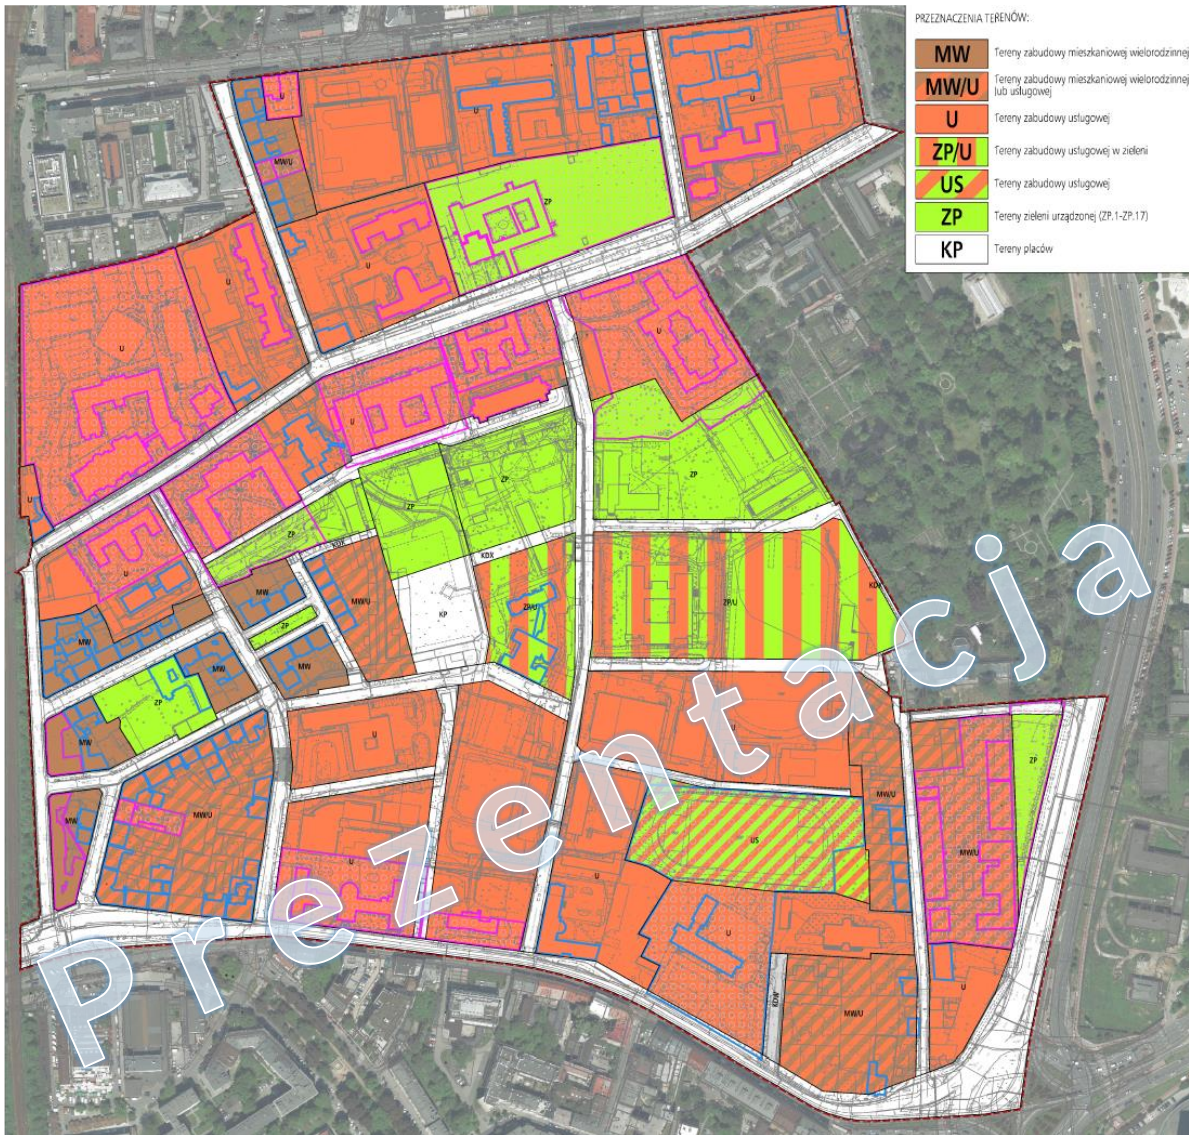 PRZEZNACZENIA TERENÓW:
MW Tereny zabudowy mieszkaniowej wielorodzinnej
MW/U Tereny zabudowy mieszkaniowej wielorodzinnej
lub usługowej
U Tereny zabudowy usługowej
ZP/U Tereny zabudowy usługowej w zieleni
US Tereny zabudowy usługowej
ZP Tereny zieleni urządzonej (ZP.1-ZP.17)
KP Tereny placów
U
U
U
MW/U
ZP
U
U
U
U
U
U
ZP
ZP
ZP
ZP
KDX
KDX
U
MW
MW/U
KP
ZP/U
ZP/U
KDX
ZP
MW
MW
MW
ZP
MW
U
U
ZP
MW/U
MW
MW/U
US
MW/U
U
U
U
KDW
MW/U
U
Prezentacja